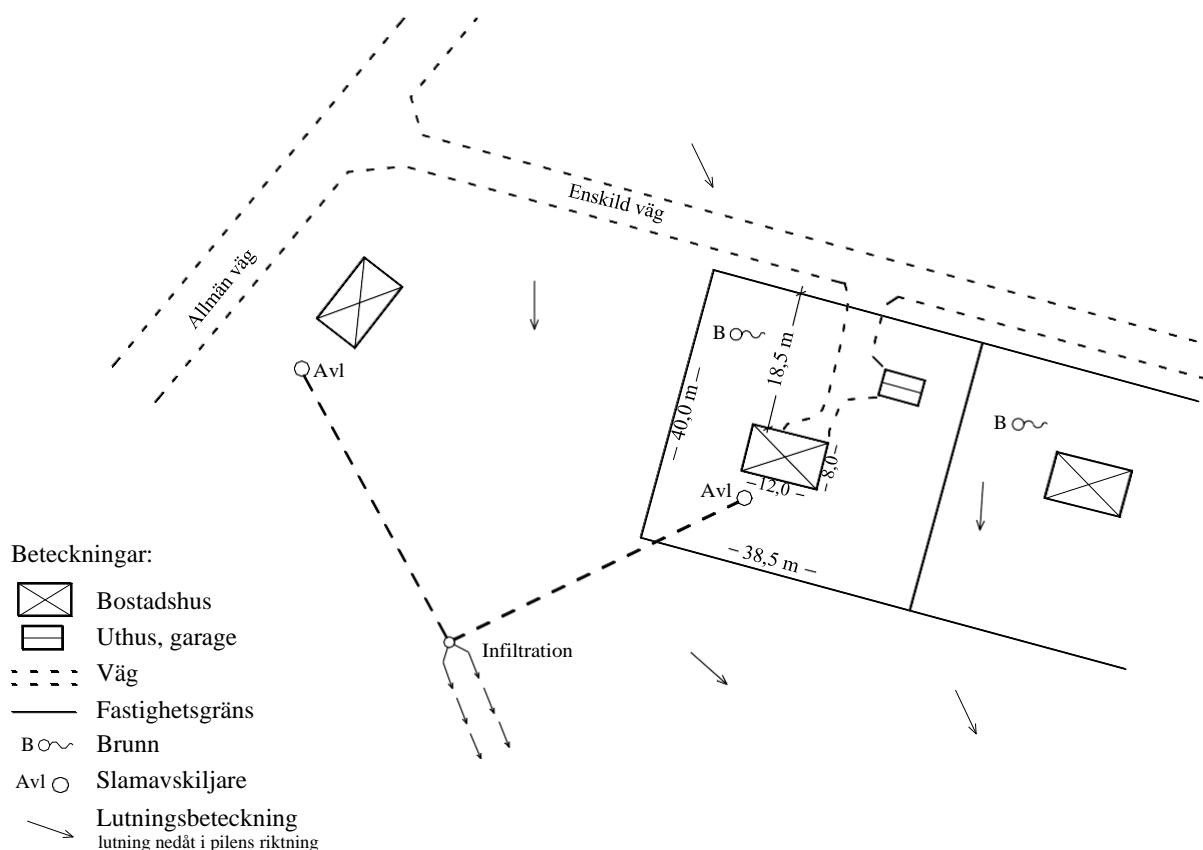 Enskild väg
Allmän väg
B
18,5 m
– 40,0 m –
Avl
B
–8,0–
Avl
–12,0 –
– 38,5 m –
Infiltration
Beteckningar:
Bostadshus
Uthus, garage
Väg
Fastighetsgräns
B Brunn
Avl Slamavskiljare
Lutningsbeteckning
lutning nedåt i pilens riktning